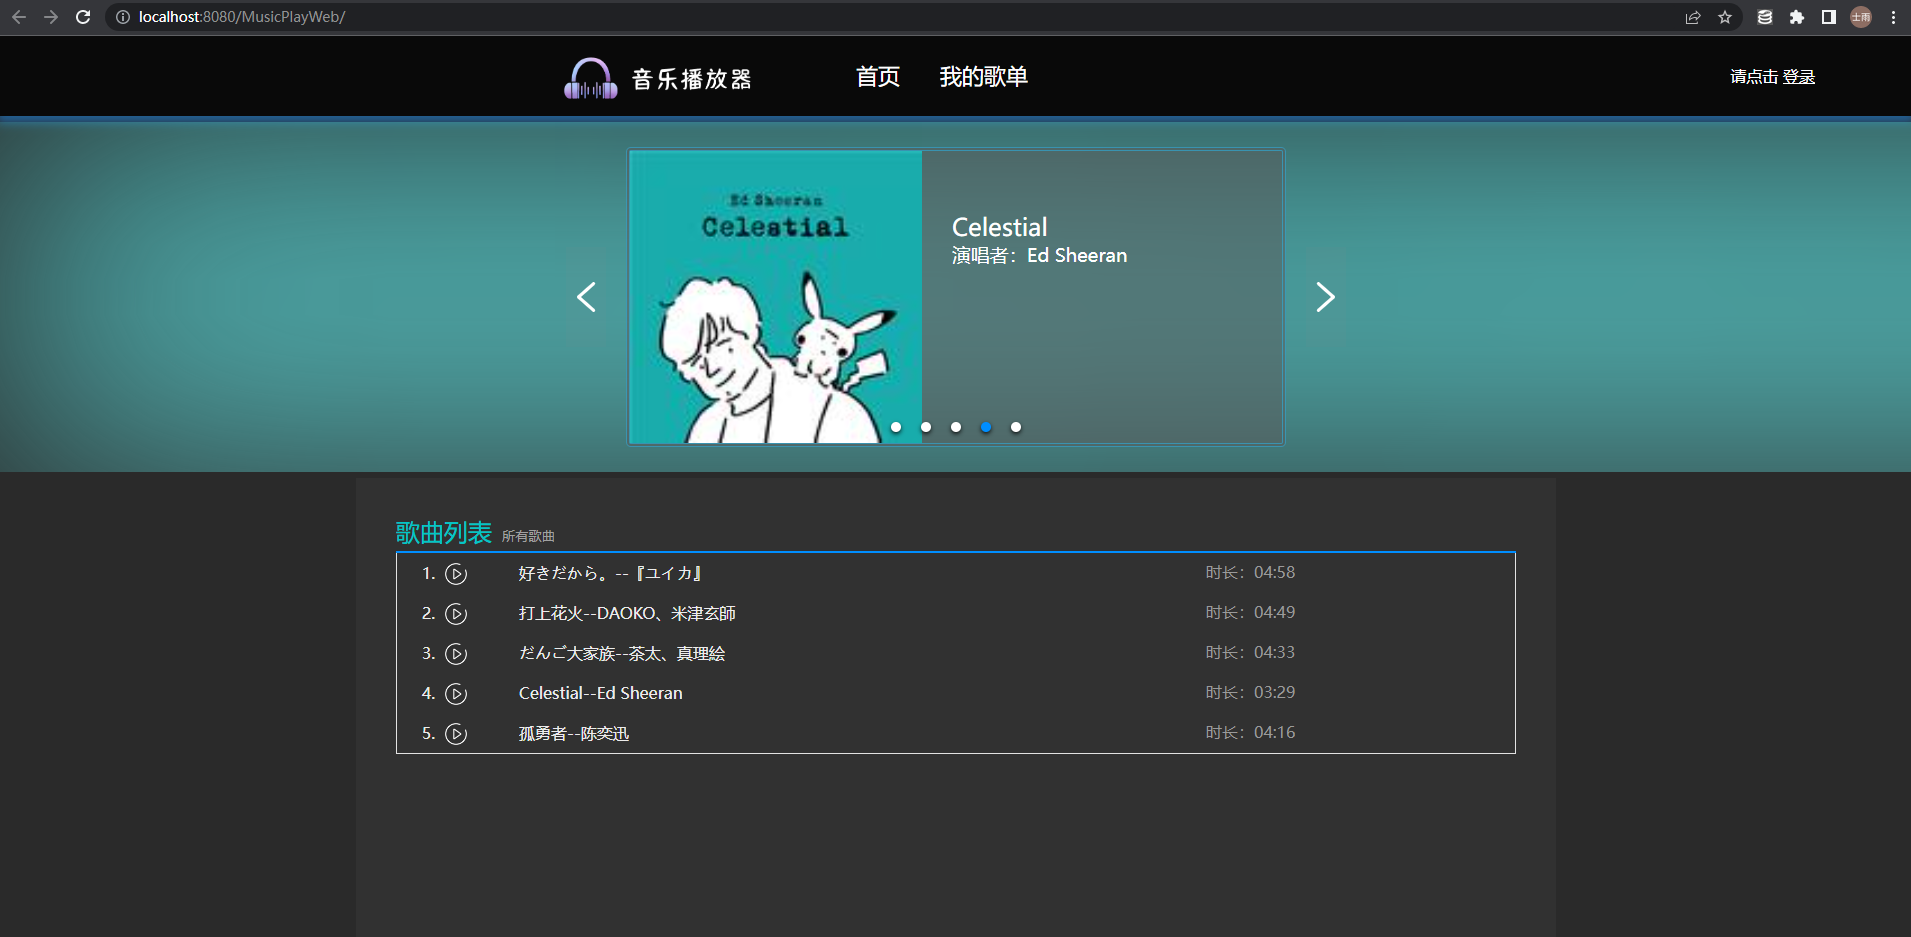 localhost:8080/MusicPlayWeb/
士雨
音乐播放器
首页
我的歌单
请点击 登录
Ed Sheeran
Celestial
Celestial
演唱者：Ed Sheeran
歌曲列表 所有歌曲
1. 好きだから。--『ユイカ』 时长：04:58
2. 打上花火--DAOKO、米津玄師 时长：04:49
3. だんご大家族--茶太、真理絵 时长：04:33
4. Celestial--Ed Sheeran 时长：03:29
5. 孤勇者--陈奕迅 时长：04:16